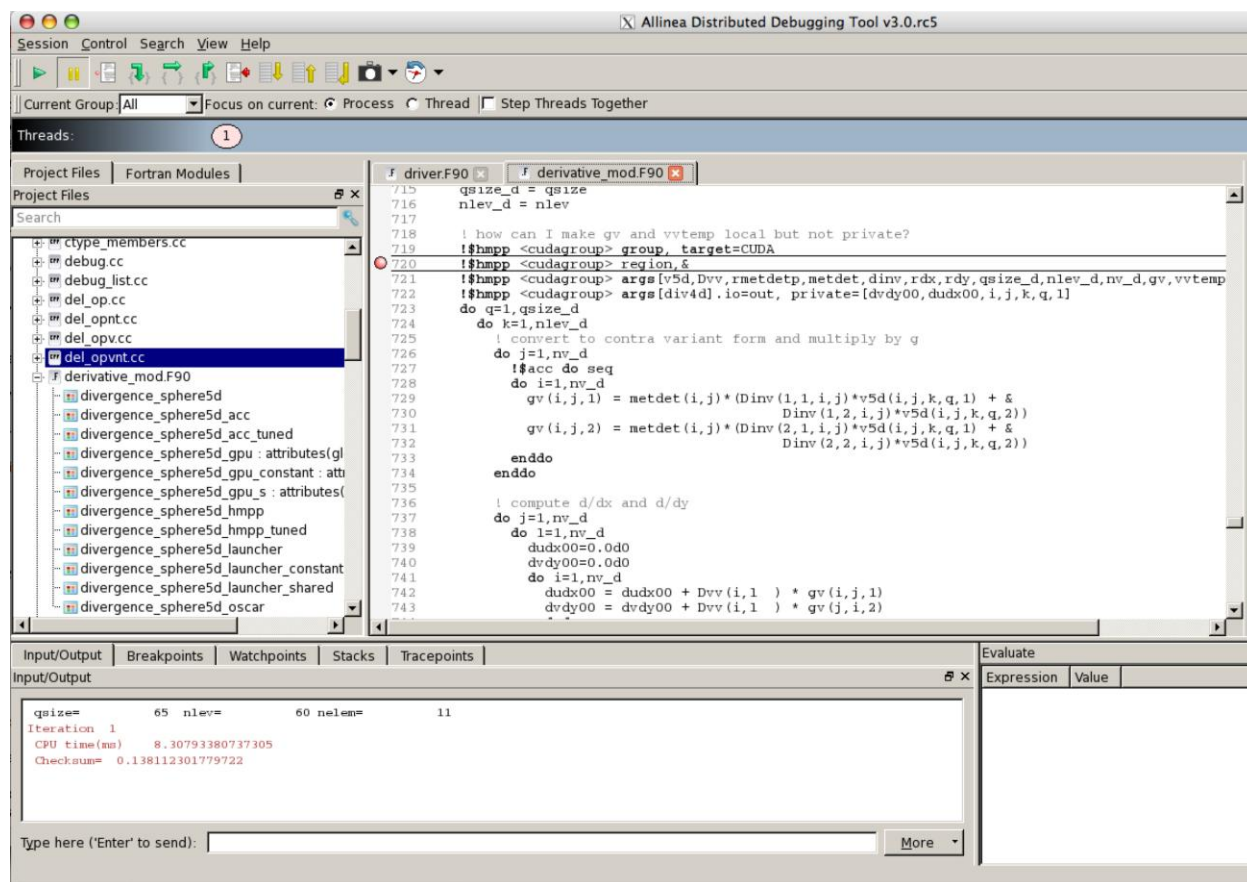 Allinea Distributed Debugging Tool v3.0.rc5
Session Control Search View Help
Current Group: All Focus on current: Process Thread Step Threads Together
Threads: 1
Project Files Fortran Modules
Project Files
Search
ctype_members.cc
debug.cc
debug_list.cc
del_op.cc
del_opnt.cc
del_opv.cc
del_opvnt.cc
derivative_mod.F90
divergence_sphere5d
divergence_sphere5d_acc
divergence_sphere5d_acc_tuned
divergence_sphere5d_gpu : attributes(gl
divergence_sphere5d_gpu_constant : attr
divergence_sphere5d_gpu_s : attributes(
divergence_sphere5d_hmpp
divergence_sphere5d_hmpp_tuned
divergence_sphere5d_launcher
divergence_sphere5d_launcher_constant
divergence_sphere5d_launcher_shared
divergence_sphere5d_oscar
driver.F90 derivative_mod.F90
715 qsize_d = qsize
716 nlev_d = nlev
717
718 ! how can I make gv and vvtemp local but not private?
719 !$hmpp <cudagroup> group, target=CUDA
720 !$hmpp <cudagroup> region,&
721 !$hmpp <cudagroup> args[v5d,Dvv,rmetdetp,metdet,dinv,rdx,rdy,qsize_d,nlev_d,nv_d,gv,vvtemp
722 !$hmpp <cudagroup> args[div4d].io=out, private=[dvdy00,dudx00,i,j,k,q,l]
723 do q=1,qsize_d
724 do k=1,nlev_d
725 ! convert to contra variant form and multiply by g
726 do j=1,nv_d
727 !$acc do seq
728 do i=1,nv_d
729 gv(i,j,1) = metdet(i,j)*(Dinv(1,1,i,j)*v5d(i,j,k,q,1) + &
730 Dinv(1,2,i,j)*v5d(i,j,k,q,2))
731 gv(i,j,2) = metdet(i,j)*(Dinv(2,1,i,j)*v5d(i,j,k,q,1) + &
732 Dinv(2,2,i,j)*v5d(i,j,k,q,2))
733 enddo
734 enddo
735
736 ! compute d/dx and d/dy
737 do j=1,nv_d
738 do l=1,nv_d
739 dudx00=0.0d0
740 dvdy00=0.0d0
741 do i=1,nv_d
742 dudx00 = dudx00 + Dvv(i,l ) * gv(i,j,1)
743 dvdy00 = dvdy00 + Dvv(i,l ) * gv(j,i,2)
Input/Output Breakpoints Watchpoints Stacks Tracepoints
Input/Output
qsize= 65 nlev= 60 nelem= 11
Iteration 1
CPU time(ms) 8.30793380737305
Checksum= 0.138112301779722
Type here ('Enter' to send): More
Evaluate
Expression Value